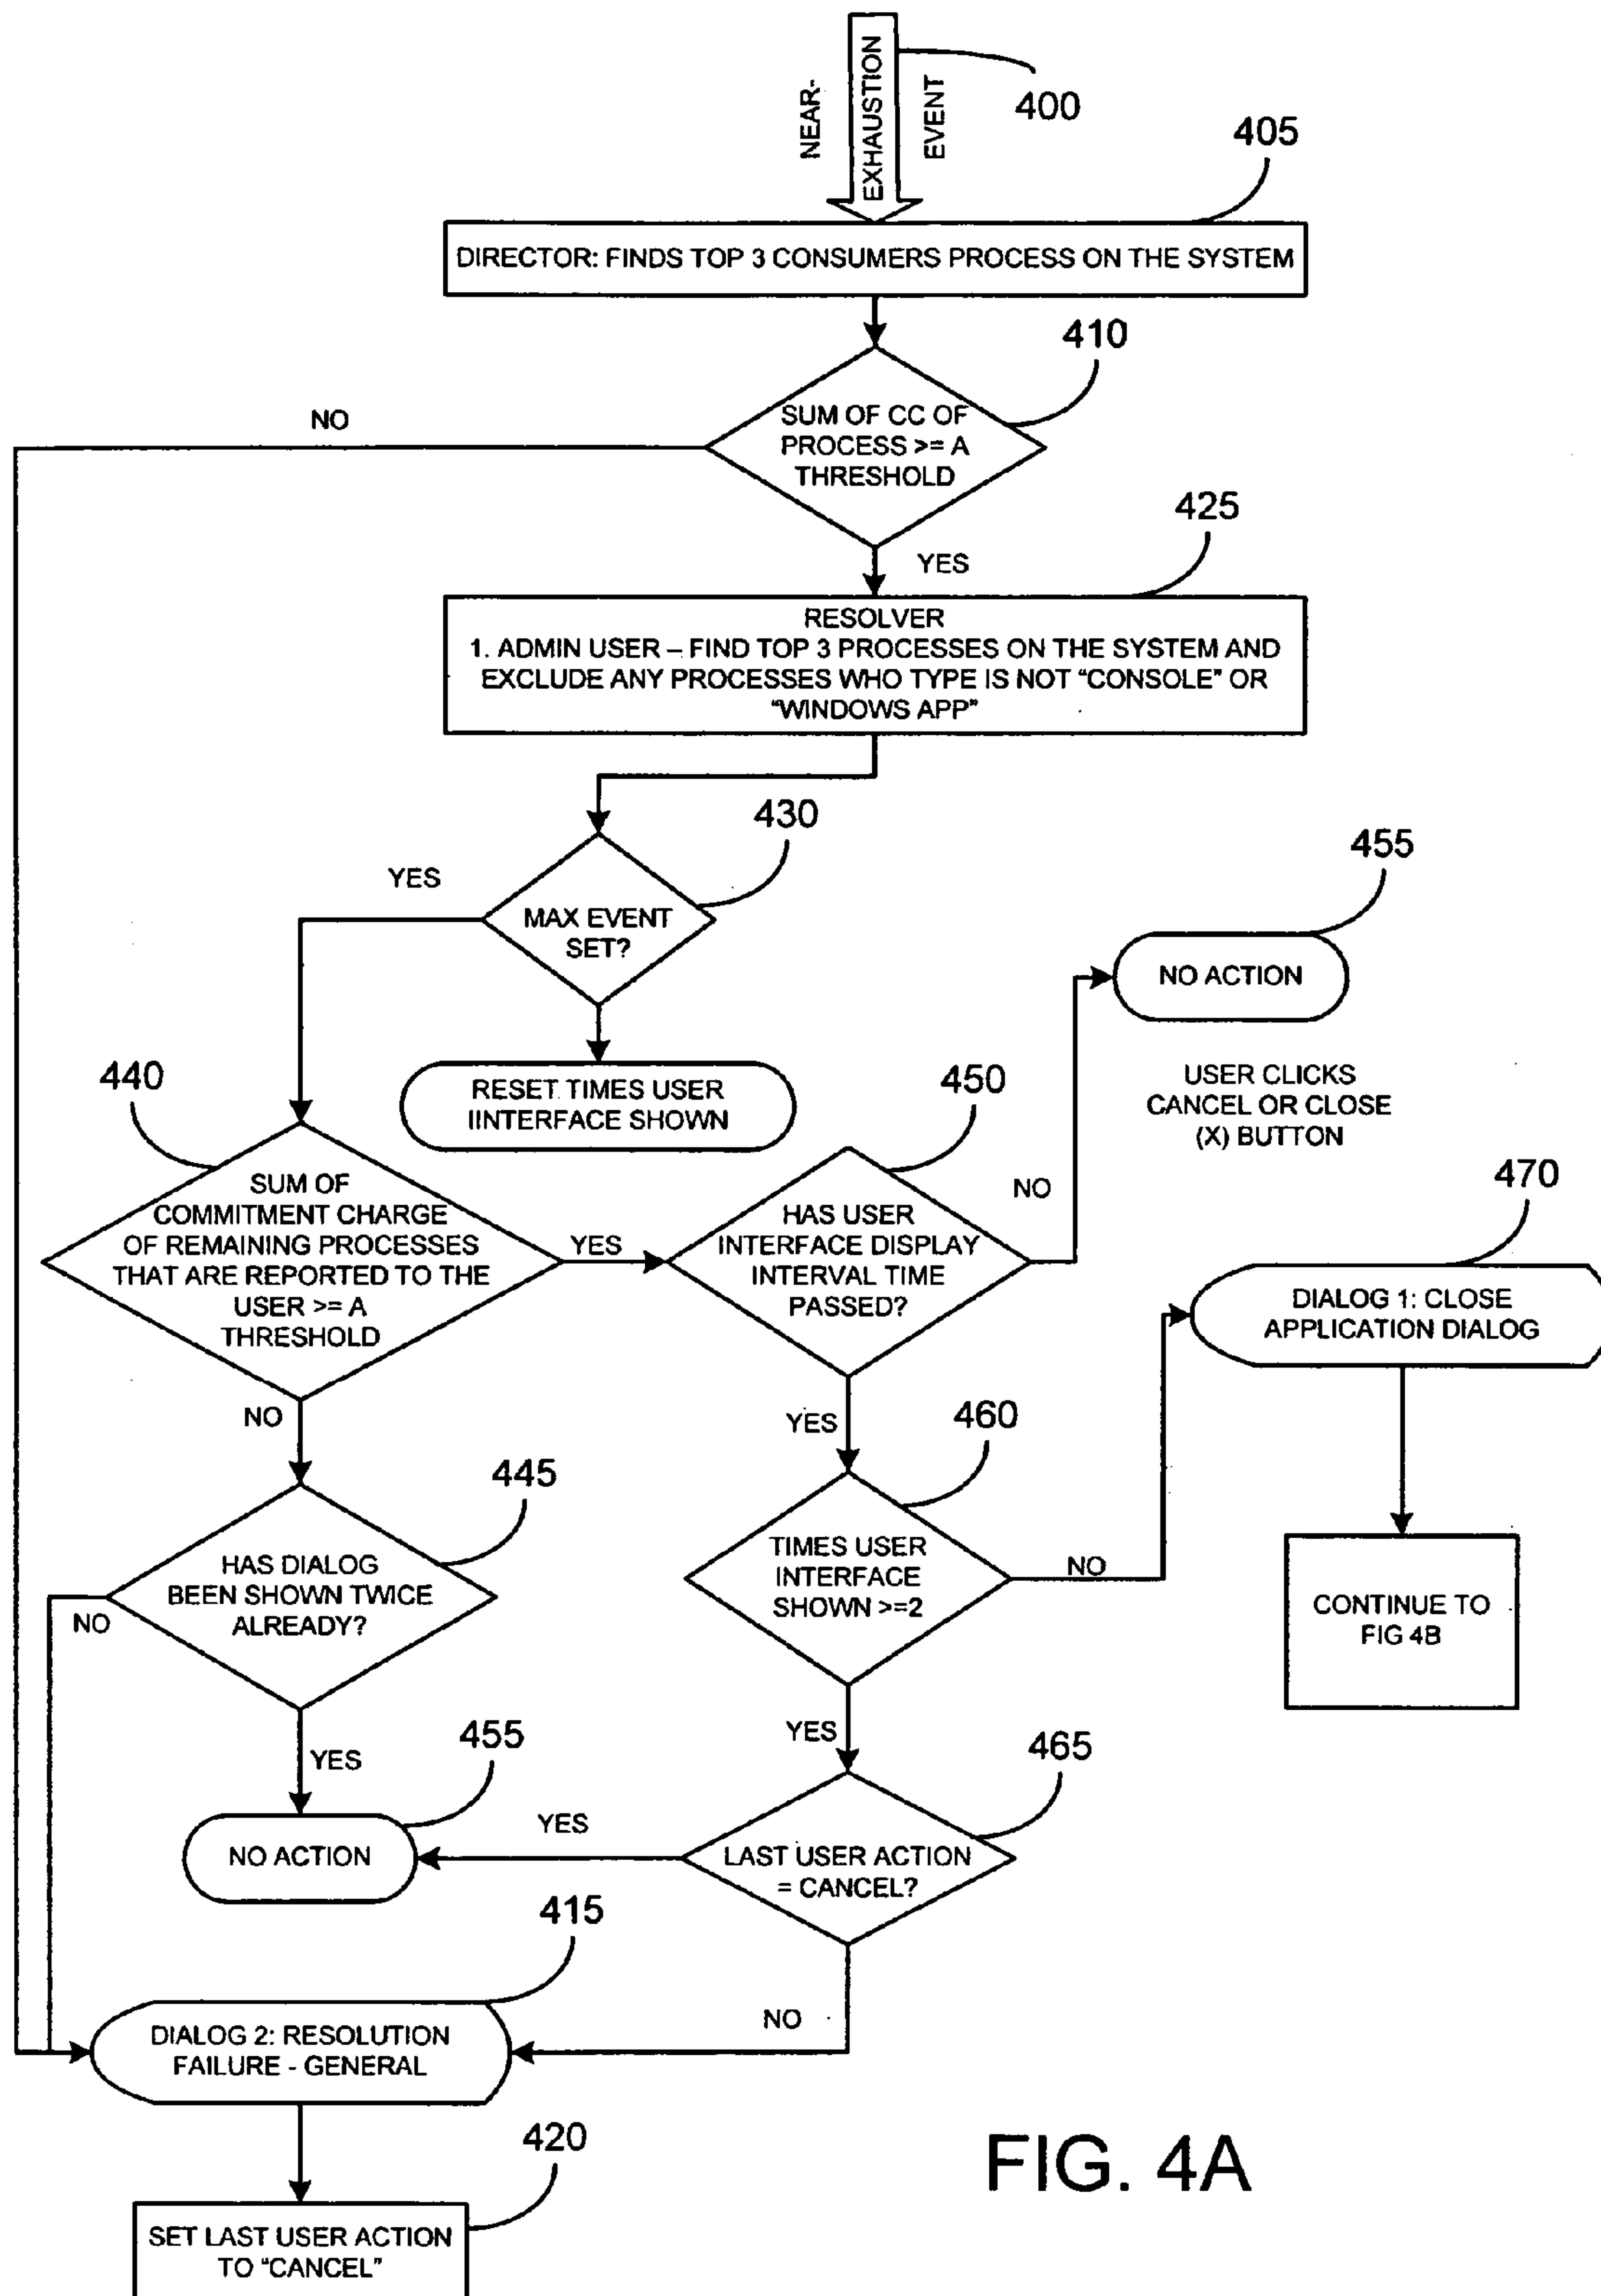 NEAR-
EXHAUSTION
EVENT
400
405
DIRECTOR: FINDS TOP 3 CONSUMERS PROCESS ON THE SYSTEM
410
SUM OF CC OF
PROCESS >= A
THRESHOLD
NO
YES
425
RESOLVER
1. ADMIN USER – FIND TOP 3 PROCESSES ON THE SYSTEM AND
EXCLUDE ANY PROCESSES WHO TYPE IS NOT "CONSOLE" OR
"WINDOWS APP"
430
YES
MAX EVENT
SET?
455
NO ACTION
RESET TIMES USER
IINTERFACE SHOWN
USER CLICKS
CANCEL OR CLOSE
(X) BUTTON
440
SUM OF
COMMITMENT CHARGE
OF REMAINING PROCESSES
THAT ARE REPORTED TO THE
USER >= A
THRESHOLD
YES
NO
450
HAS USER
INTERFACE DISPLAY
INTERVAL TIME
PASSED?
NO
YES
470
DIALOG 1: CLOSE
APPLICATION DIALOG
460
TIMES USER
INTERFACE
SHOWN >=2
NO
YES
CONTINUE TO
FIG 4B
445
HAS DIALOG
BEEN SHOWN TWICE
ALREADY?
NO
YES
455
NO ACTION
465
LAST USER ACTION
= CANCEL?
YES
NO
415
DIALOG 2: RESOLUTION
FAILURE - GENERAL
420
SET LAST USER ACTION
TO "CANCEL"
FIG. 4A